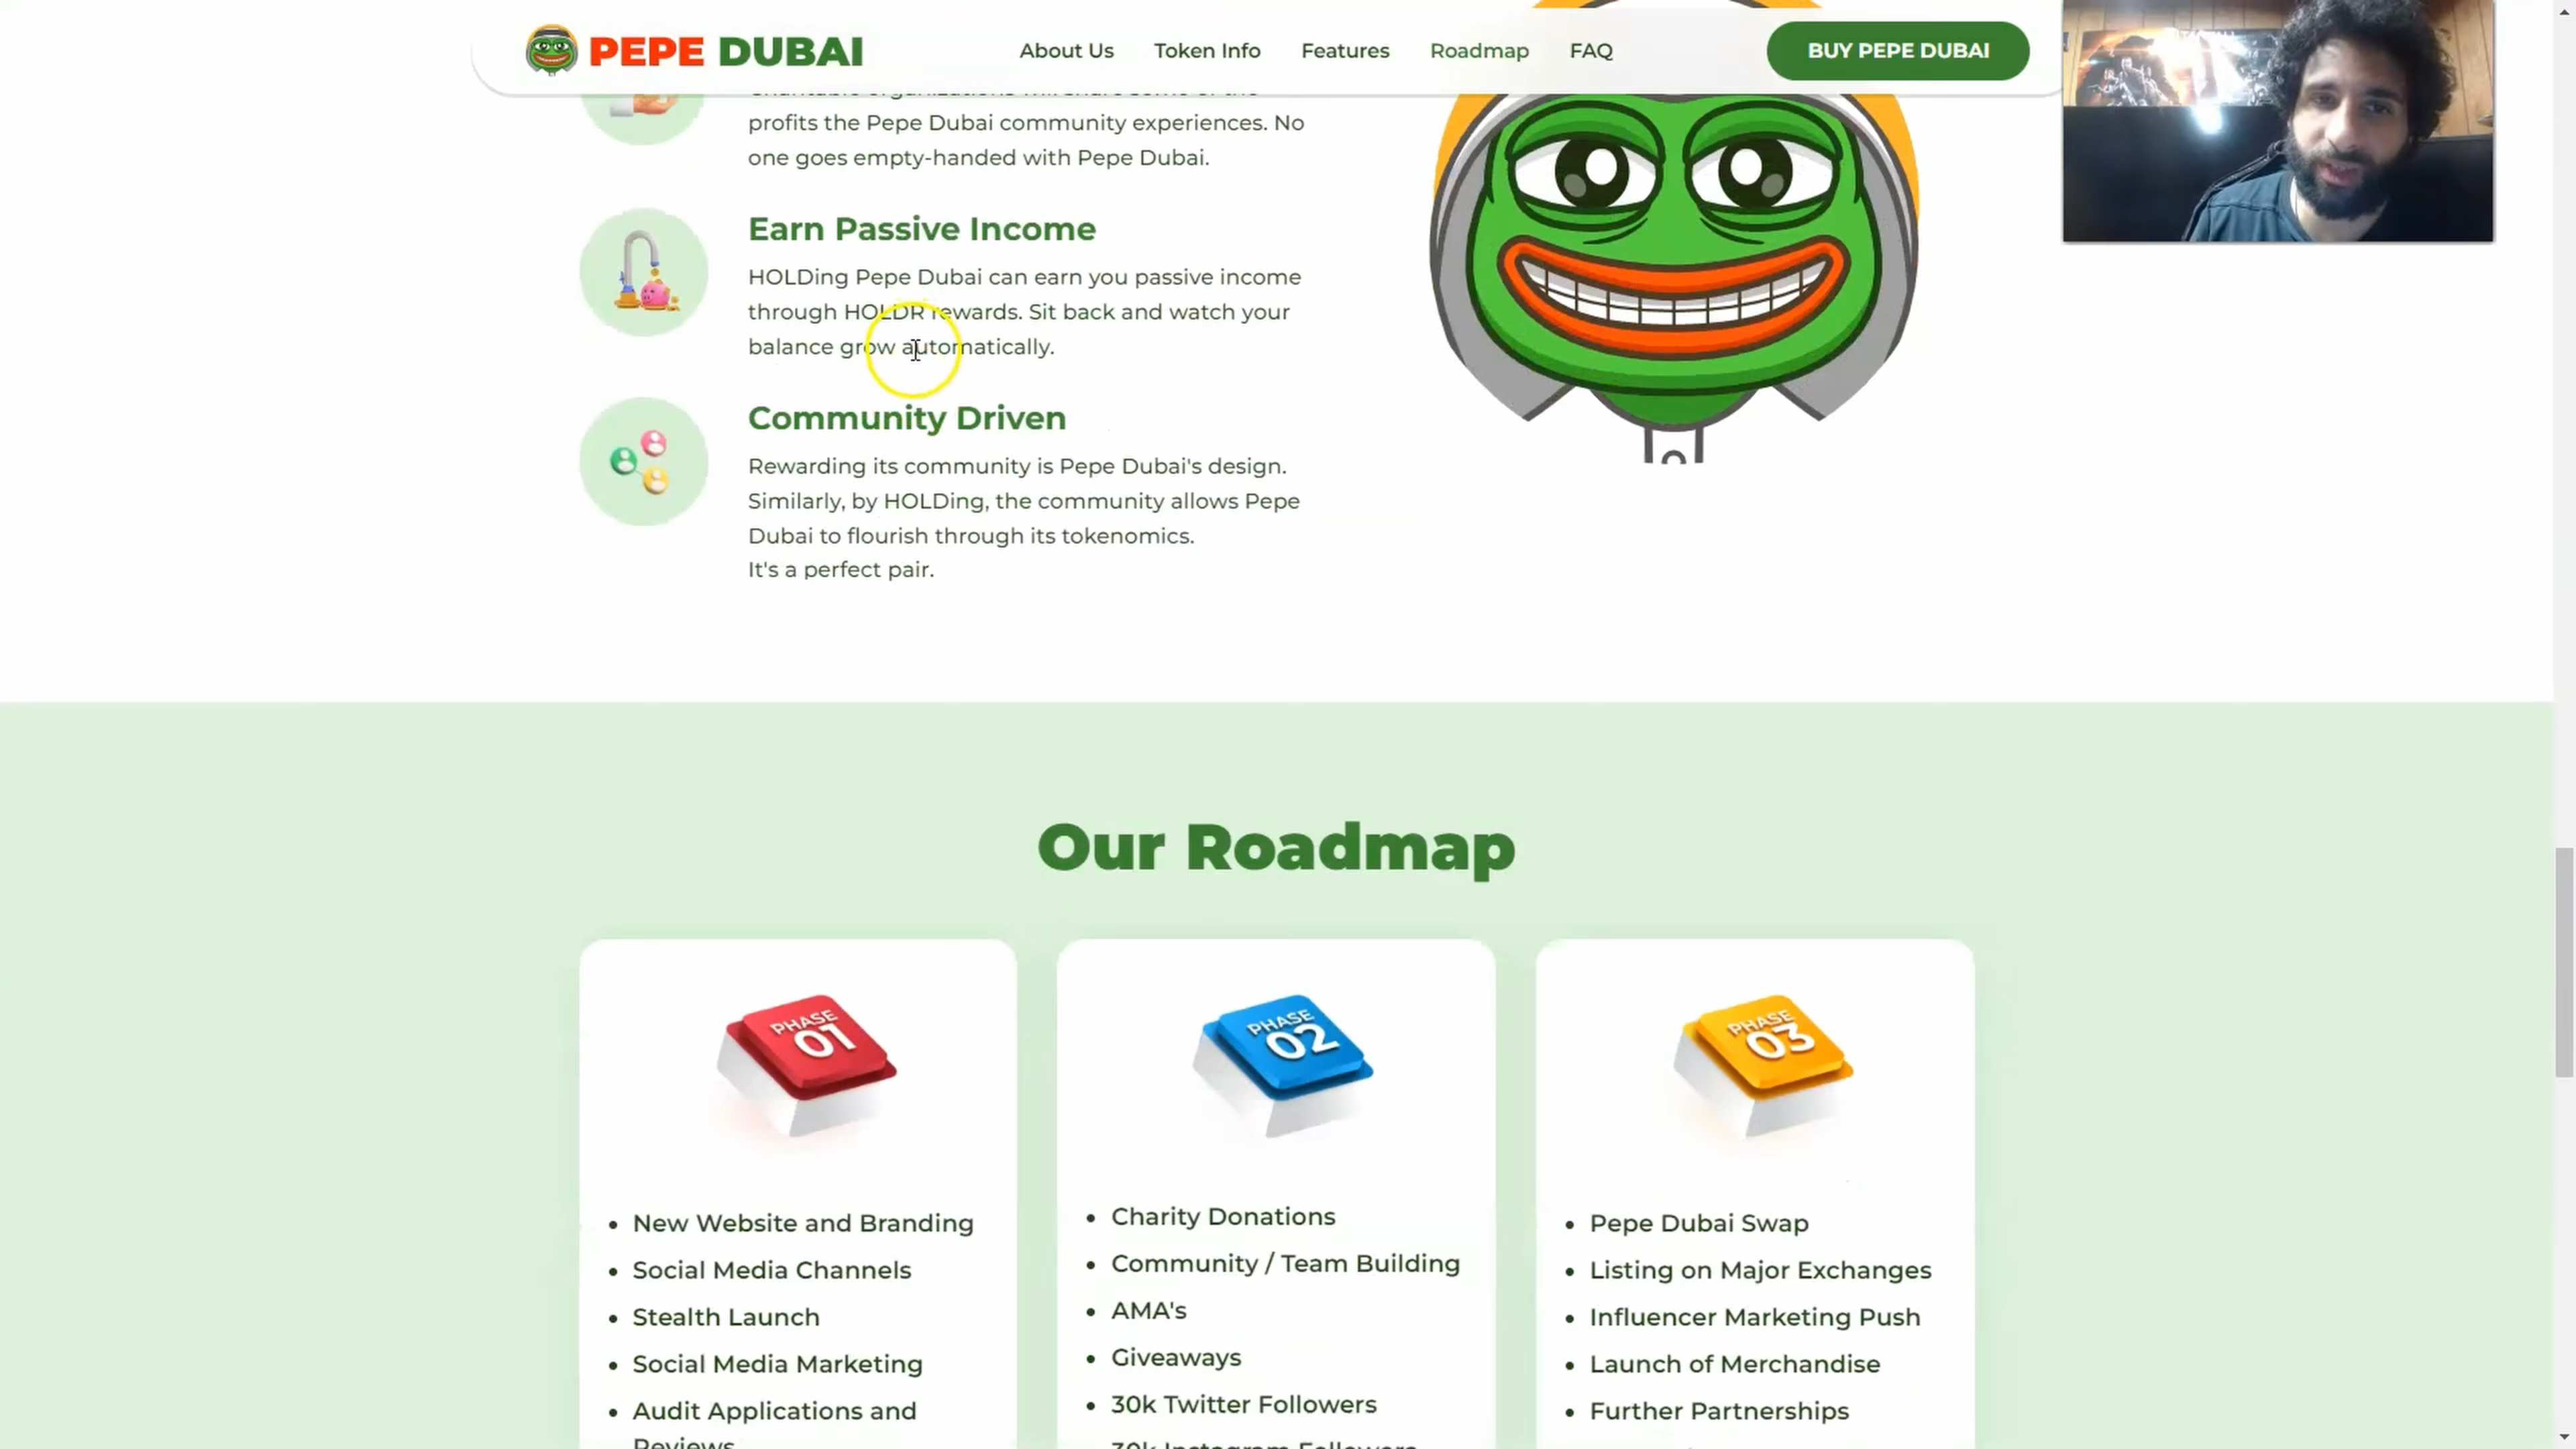 PEPE DUBAI
About Us
Token Info
Features
Roadmap
FAQ
BUY PEPE DUBAI
profits the Pepe Dubai community experiences. No
one goes empty-handed with Pepe Dubai.
Earn Passive Income
HOLDing Pepe Dubai can earn you passive income
through HOLDR rewards. Sit back and watch your
balance grow automatically.
Community Driven
Rewarding its community is Pepe Dubai's design.
Similarly, by HOLDing, the community allows Pepe
Dubai to flourish through its tokenomics.
It's a perfect pair.
Our Roadmap
PHASE
01
• New Website and Branding
• Social Media Channels
• Stealth Launch
• Social Media Marketing
• Audit Applications and
Reviews
PHASE
02
• Charity Donations
• Community / Team Building
• AMA's
• Giveaways
• 30k Twitter Followers
30k Instagram Followers
PHASE
03
• Pepe Dubai Swap
• Listing on Major Exchanges
• Influencer Marketing Push
• Launch of Merchandise
• Further Partnerships